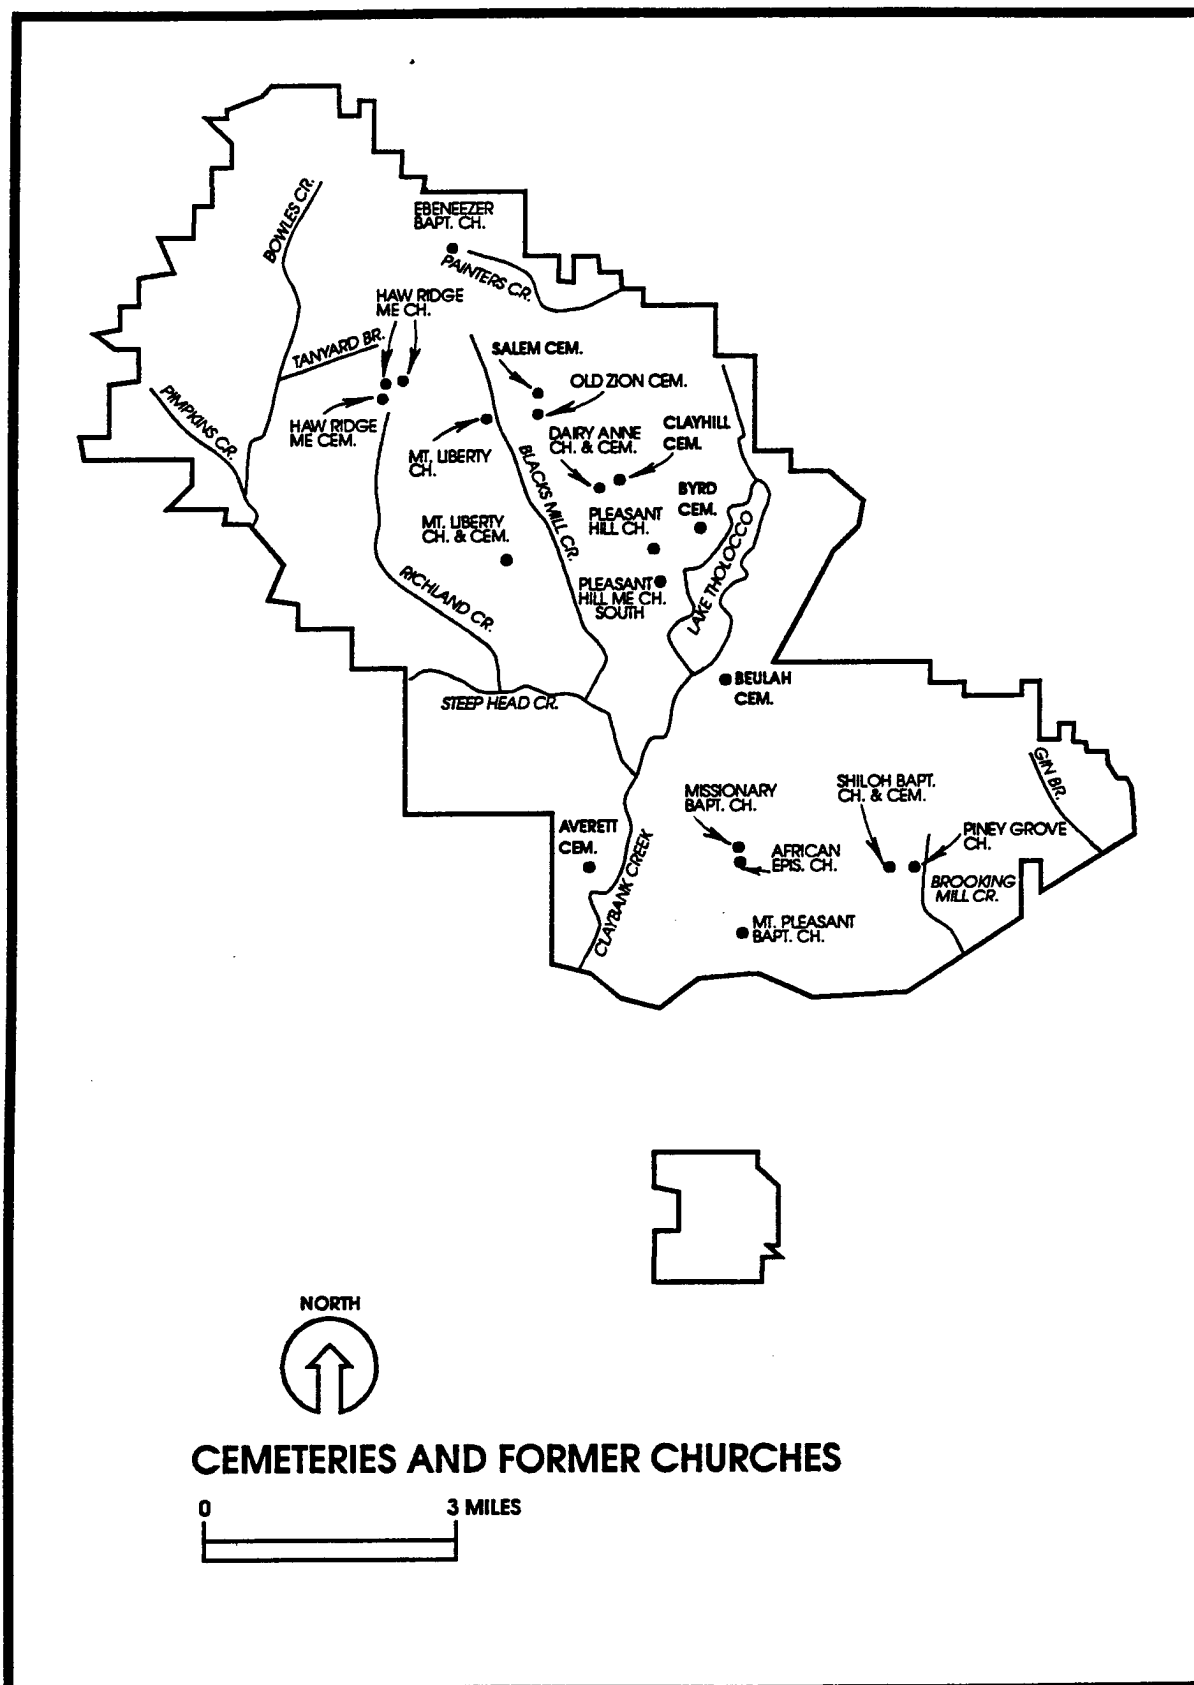 EBENEEZER
BAPT. CH.
BOWLES CR.
PAINTERS CR.
HAW RIDGE
ME CH.
TANYARD BR.
SALEM CEM.
OLD ZION CEM.
PIMPKINS CR.
HAW RIDGE
ME CEM.
MT. LIBERTY
CH.
BLACKS MILL CR.
DAIRY ANNE
CH. & CEM.
CLAYHILL
CEM.
BYRD
CEM.
PLEASANT
HILL CH.
MT. LIBERTY
CH. & CEM.
LAKE THOLOCCO
RICHLAND CR.
PLEASANT
HILL ME CH.
SOUTH
BEULAH
CEM.
STEEP HEAD CR.
GIN BR.
MISSIONARY
BAPT. CH.
SHILOH BAPT.
CH. & CEM.
AVERETT
CEM.
PINEY GROVE
CH.
AFRICAN
EPIS. CH.
CLAYBANK CREEK
BROOKING
MILL CR.
MT. PLEASANT
BAPT. CH.
NORTH
CEMETERIES AND FORMER CHURCHES
0 3 MILES